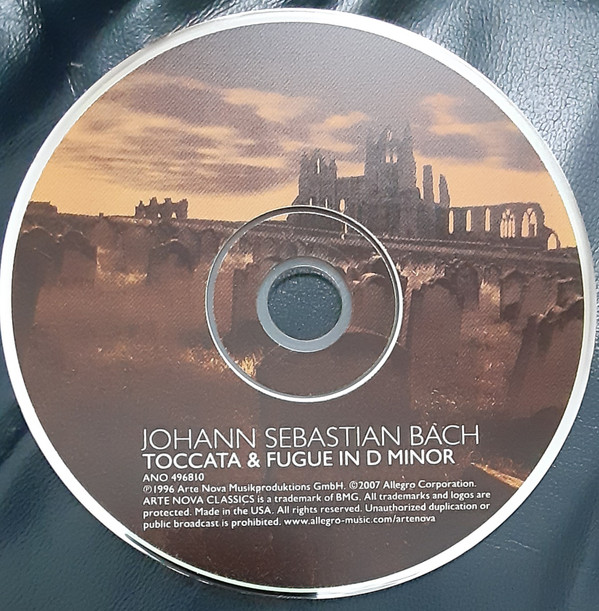 JOHANN SEBASTIAN BACH
TOCCATA & FUGUE IN D MINOR
ANO 496810
℗1996 Arte Nova Musikproduktions GmbH. ©2007 Allegro Corporation.
ARTE NOVA CLASSICS is a trademark of BMG. All trademarks and logos are
protected. Made in the USA. All rights reserved. Unauthorized duplication or
public broadcast is prohibited. www.allegro-music.com/artenova